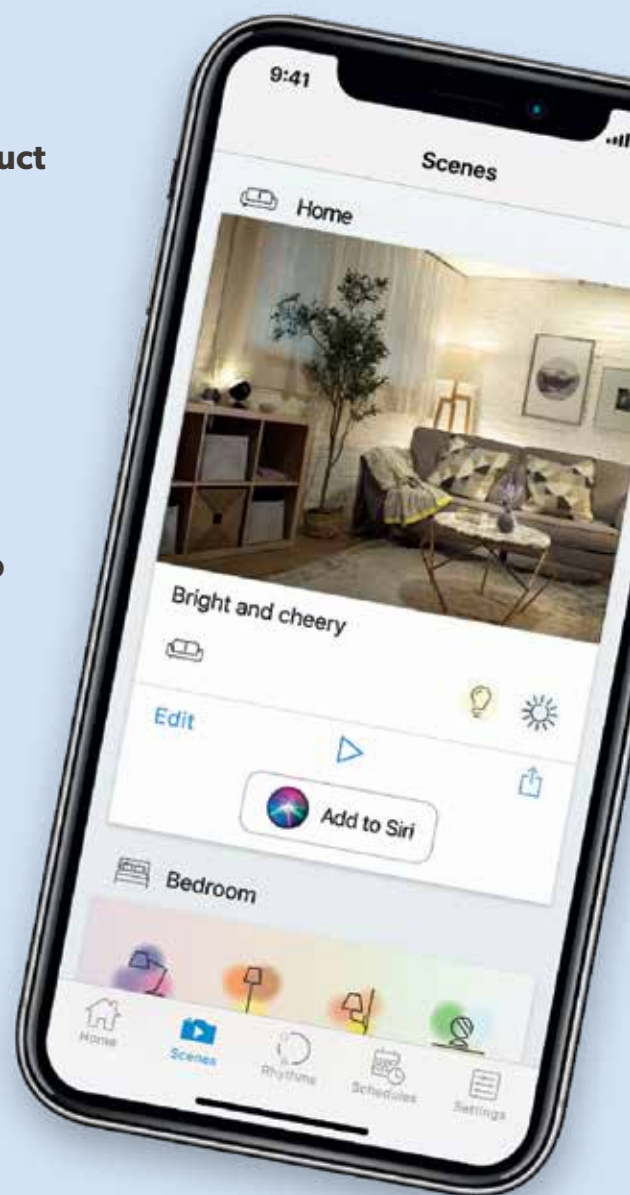 uct
9:41
Scenes
Home
Bright and cheery
Edit
Add to Siri
Bedroom
Home
Scenes
Rhythms
Schedules
Settings